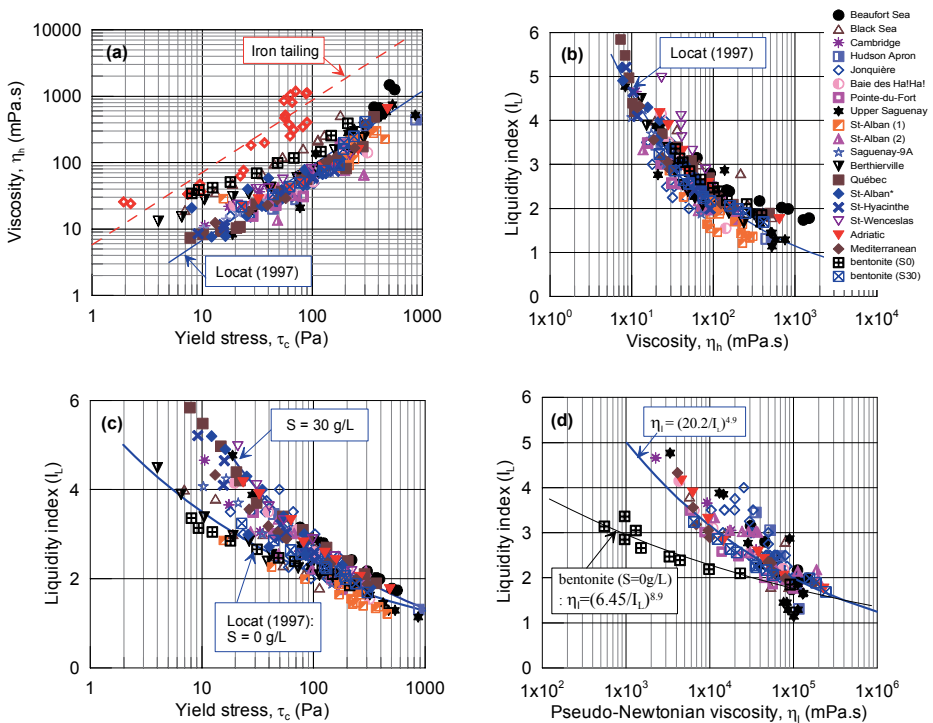 (a)
Iron tailing
Locat (1997)
10000
1000
100
10
1
Viscosity, ηh (mPa.s)
1
10
100
1000
Yield stress, τc (Pa)
(b)
Locat (1997)
6
5
4
3
2
1
0
Liquidity index (IL)
1x10^0
1x10^1
1x10^2
1x10^3
1x10^4
Viscosity, ηh (mPa.s)
Beaufort Sea
Black Sea
Cambridge
Hudson Apron
Jonquière
Baie des Ha!Ha!
Pointe-du-Fort
Upper Saguenay
St-Alban (1)
St-Alban (2)
Saguenay-9A
Berthierville
Québec
St-Alban*
St-Hyacinthe
St-Wenceslas
Adriatic
Mediterranean
bentonite (S0)
bentonite (S30)
(c)
S = 30 g/L
Locat (1997):
S = 0 g/L
6
4
2
0
Liquidity index (IL)
1
10
100
1000
Yield stress, τc (Pa)
(d)
ηl = (20.2/IL)^4.9
bentonite (S=0g/L)
: ηl=(6.45/IL)^8.9
6
5
4
3
2
1
0
Liquidity index (IL)
1x10^2
1x10^3
1x10^4
1x10^5
1x10^6
Pseudo-Newtonian viscosity, ηl (mPa.s)